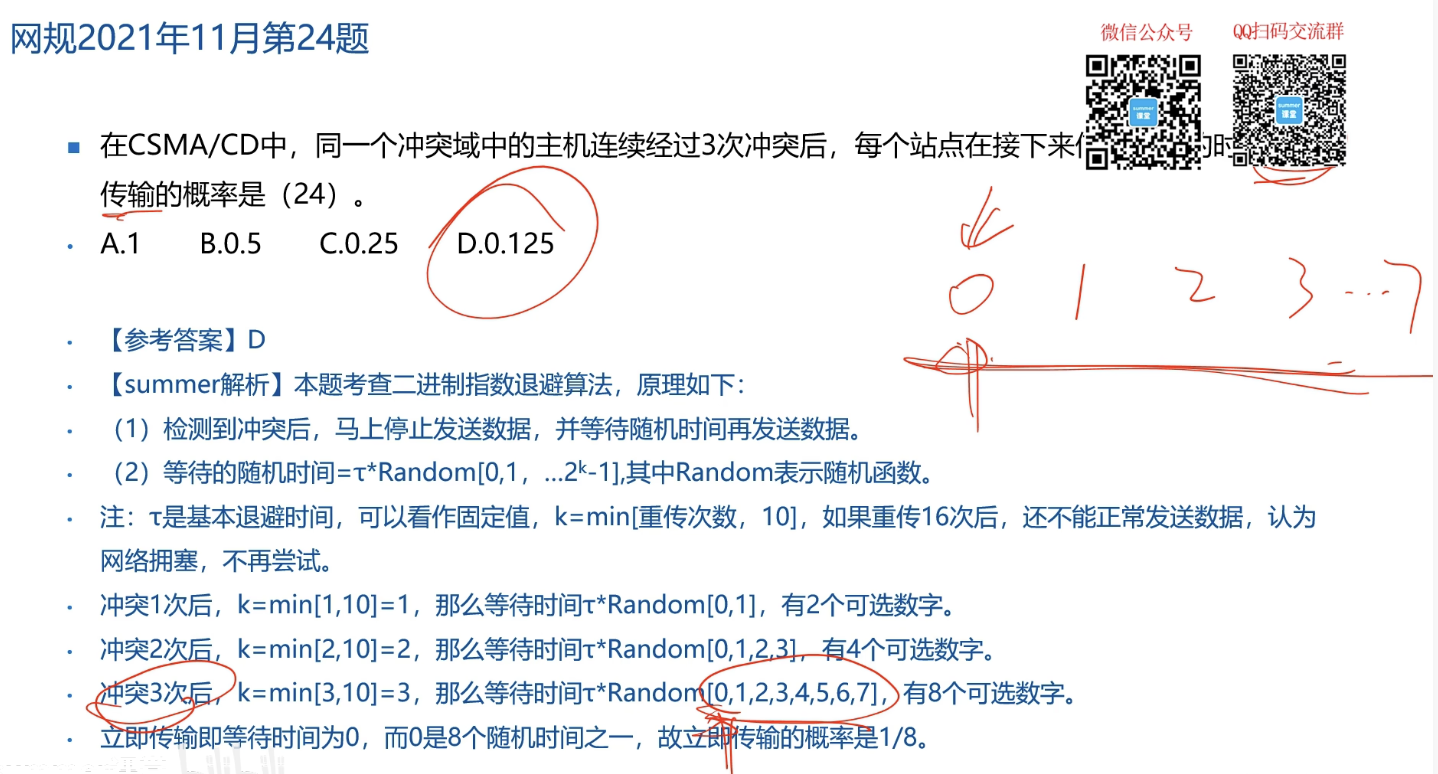 网规2021年11月第24题
微信公众号
QQ扫码交流群
summer
课堂
summer
课堂
在CSMA/CD中，同一个冲突域中的主机连续经过3次冲突后，每个站点在接下来
传输的概率是（24）。
A.1 B.0.5 C.0.25 D.0.125
0 1 2 3 ...7
【参考答案】D
【summer解析】本题考查二进制指数退避算法，原理如下：
（1）检测到冲突后，马上停止发送数据，并等待随机时间再发送数据。
（2）等待的随机时间=τ*Random[0,1，...2ᵏ-1],其中Random表示随机函数。
注：τ是基本退避时间，可以看作固定值，k=min[重传次数，10]，如果重传16次后，还不能正常发送数据，认为
网络拥塞，不再尝试。
冲突1次后，k=min[1,10]=1，那么等待时间τ*Random[0,1]，有2个可选数字。
冲突2次后，k=min[2,10]=2，那么等待时间τ*Random[0,1,2,3]，有4个可选数字。
冲突3次后，k=min[3,10]=3，那么等待时间τ*Random[0,1,2,3,4,5,6,7]，有8个可选数字。
立即传输即等待时间为0，而0是8个随机时间之一，故立即传输的概率是1/8。